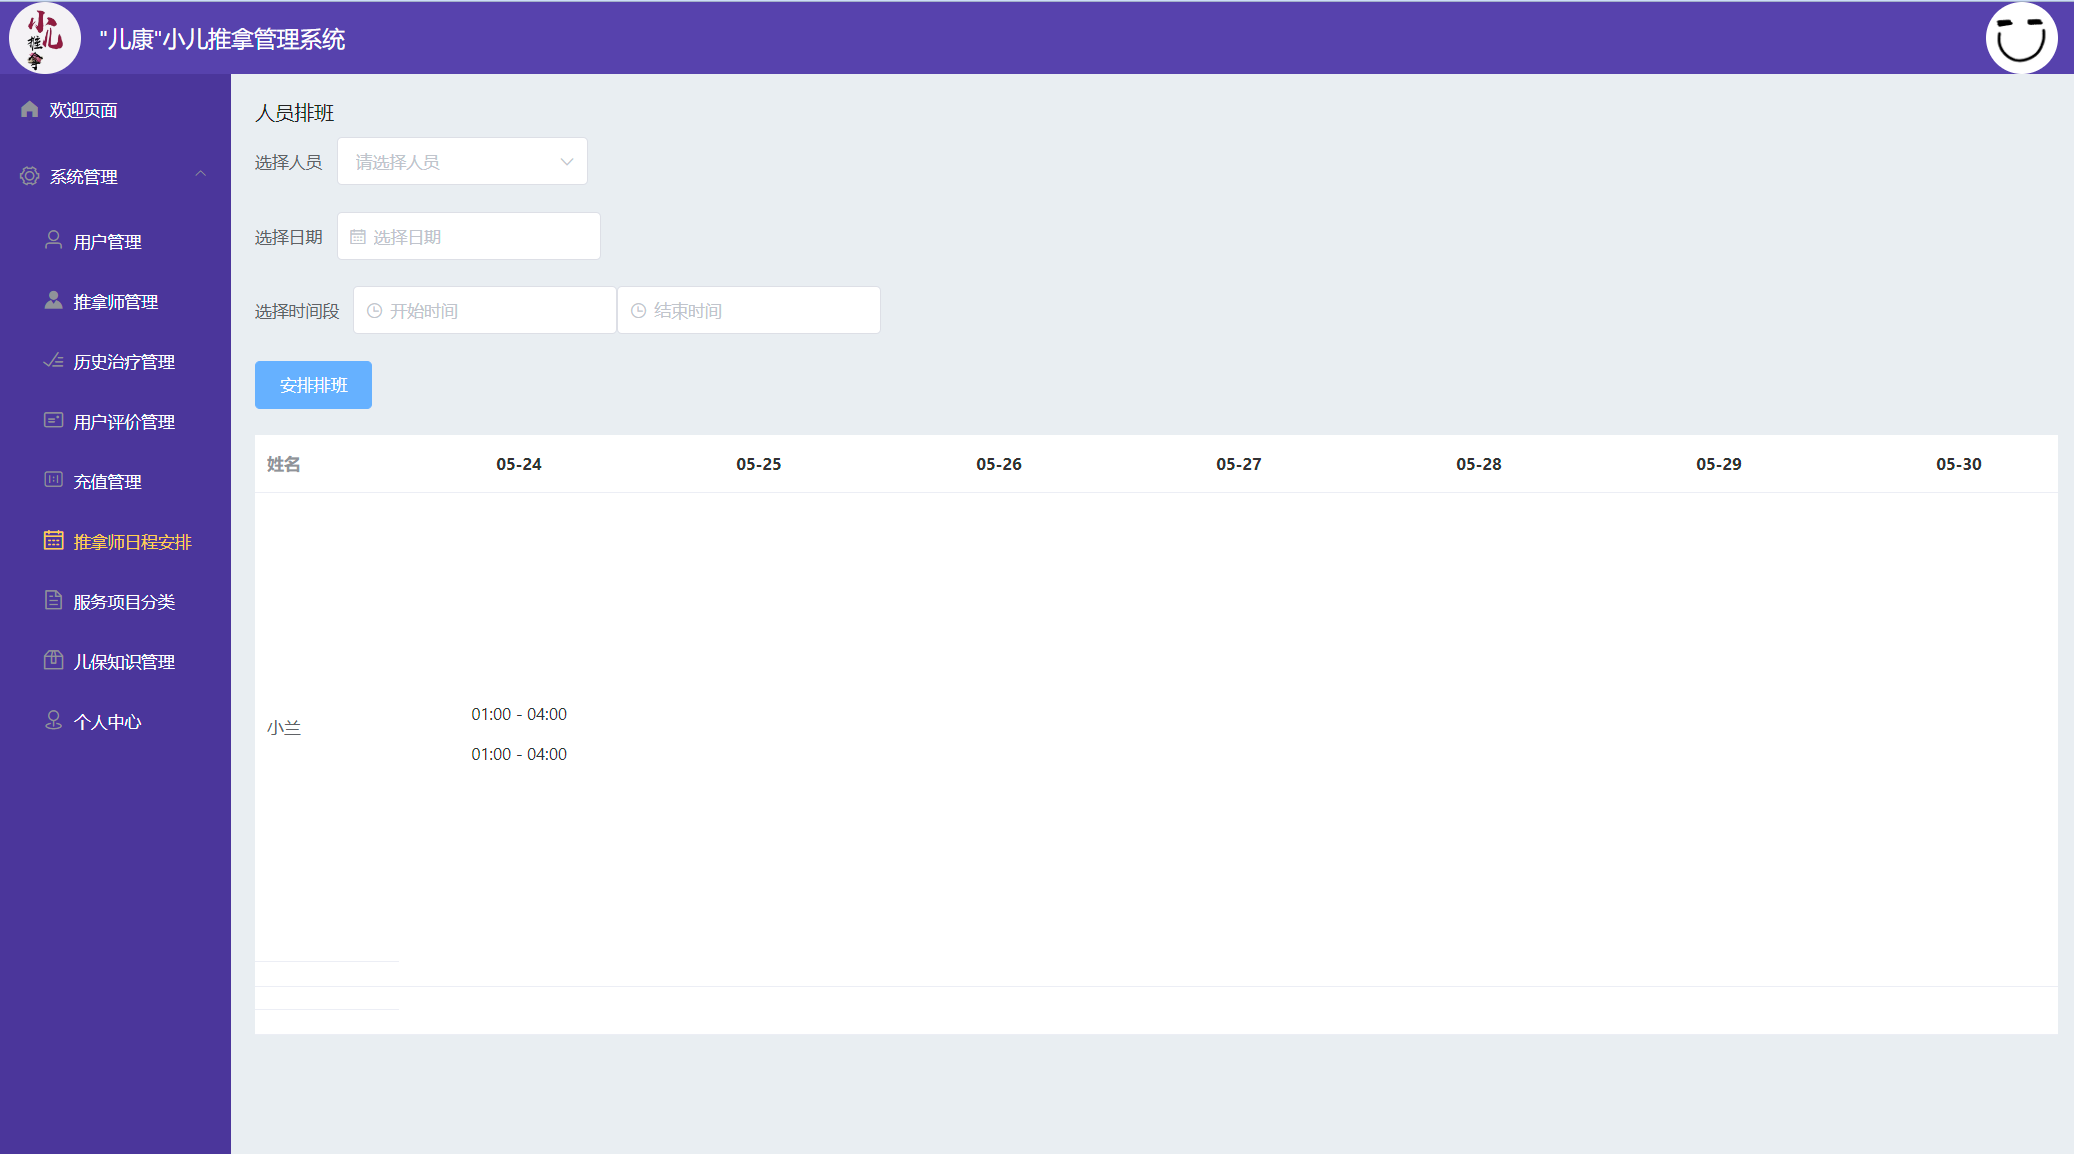 小儿推拿
"儿康"小儿推拿管理系统
欢迎页面
系统管理
用户管理
推拿师管理
历史治疗管理
用户评价管理
充值管理
推拿师日程安排
服务项目分类
儿保知识管理
个人中心
人员排班
选择人员 请选择人员
选择日期 选择日期
选择时间段 开始时间 结束时间
安排排班
姓名 05-24 05-25 05-26 05-27 05-28 05-29 05-30
小兰
01:00 - 04:00
01:00 - 04:00